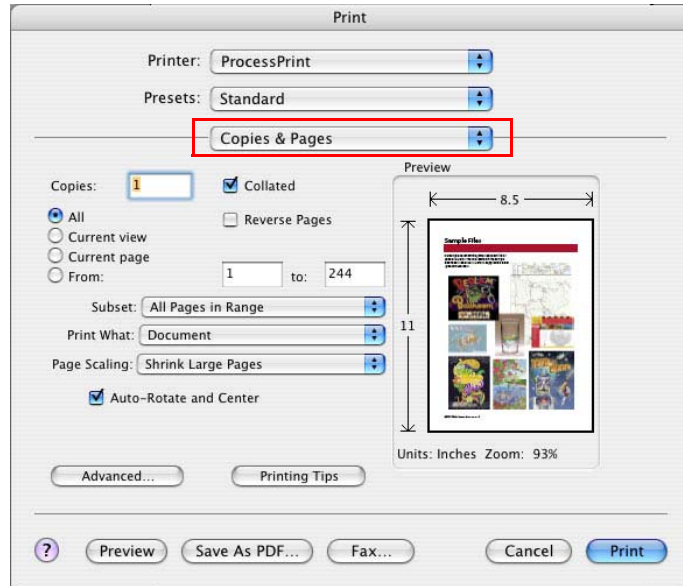 Print
Printer: ProcessPrint
Presets: Standard
Copies & Pages
Copies: 1
Collated
All
Reverse Pages
Current view
Current page
From: 1 to: 244
Subset: All Pages in Range
Print What: Document
Page Scaling: Shrink Large Pages
Auto-Rotate and Center
Preview
8.5
11
Sample Files
Units: Inches Zoom: 93%
Advanced...
Printing Tips
?
Preview
Save As PDF...
Fax...
Cancel
Print